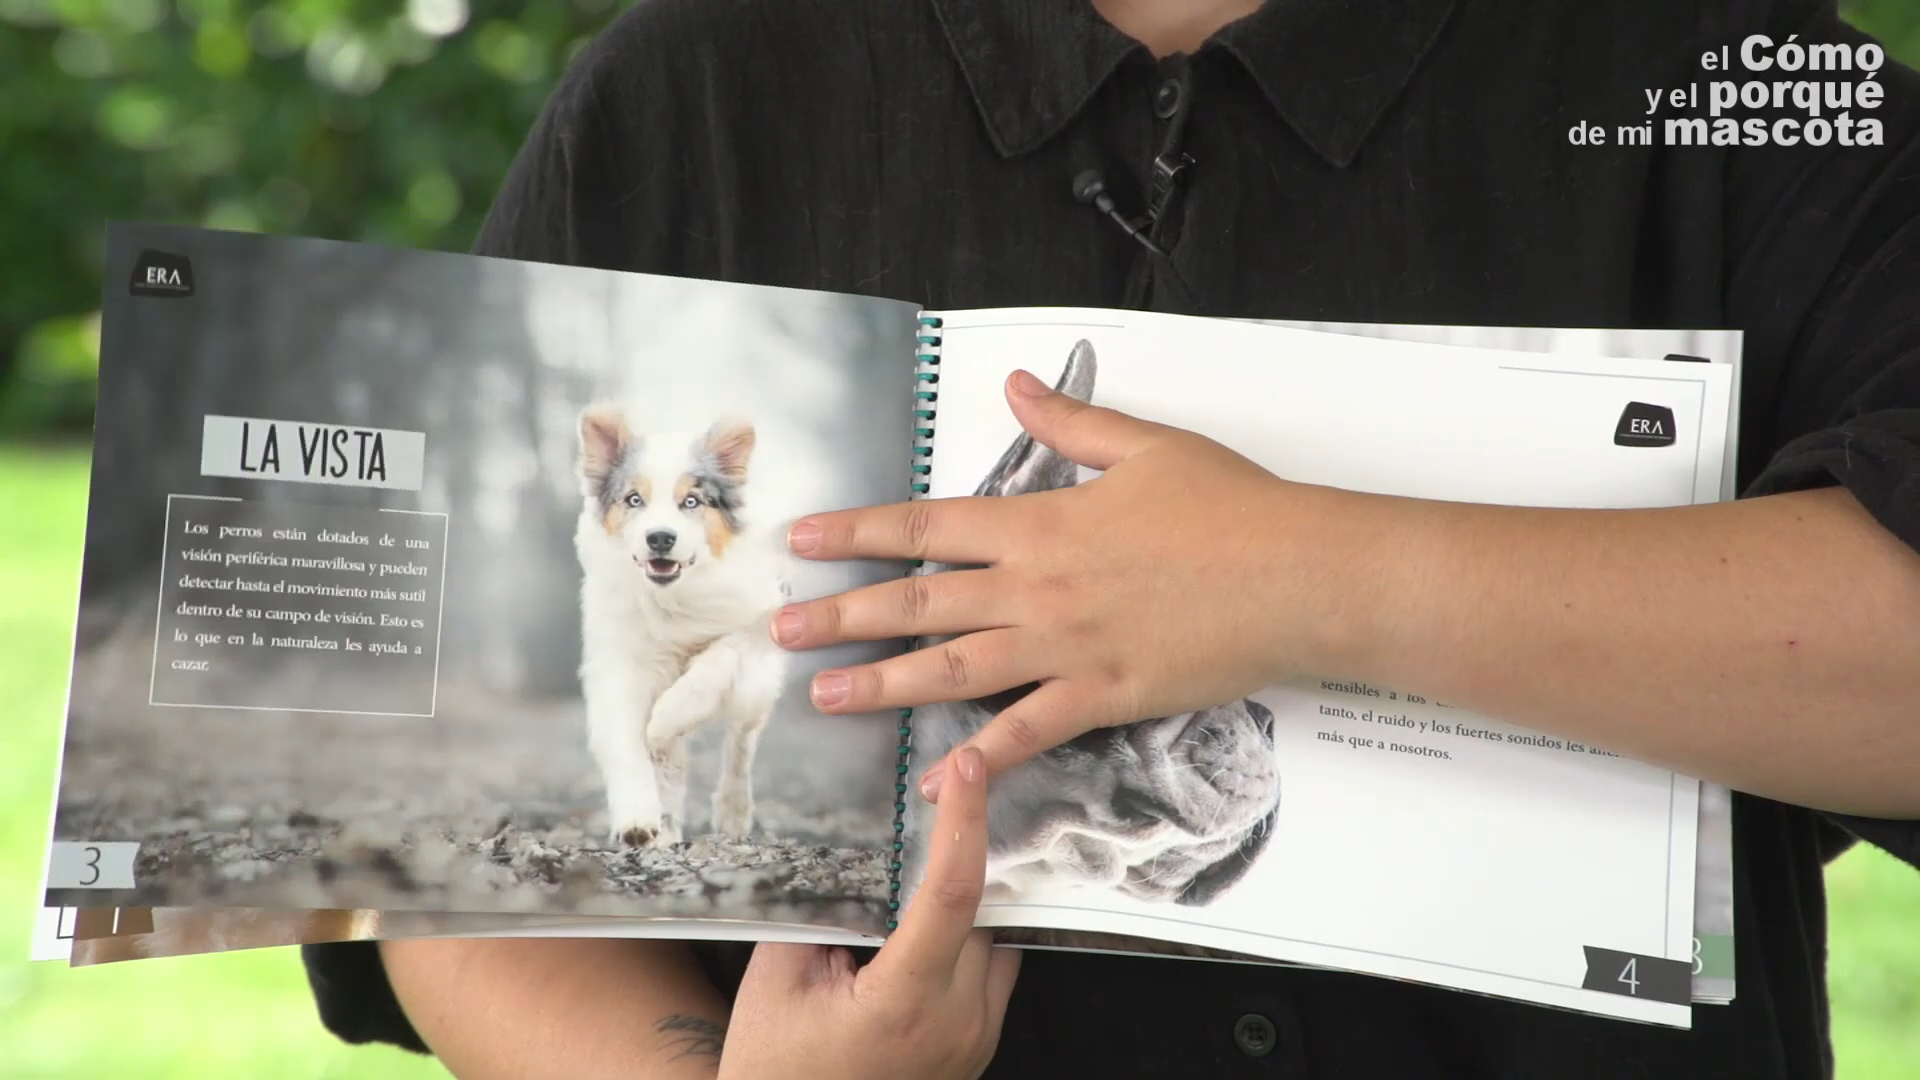 el Cómo
y el porqué
de mi mascota
ERA
LA VISTA
Los perros están dotados de una
visión periférica maravillosa y pueden
detectar hasta el movimiento más sutil
dentro de su campo de visión. Esto es
lo que en la naturaleza les ayuda a
cazar.
3
ERA
sensibles a los
tanto, el ruido y los fuertes sonidos les
más que a nosotros.
4
8